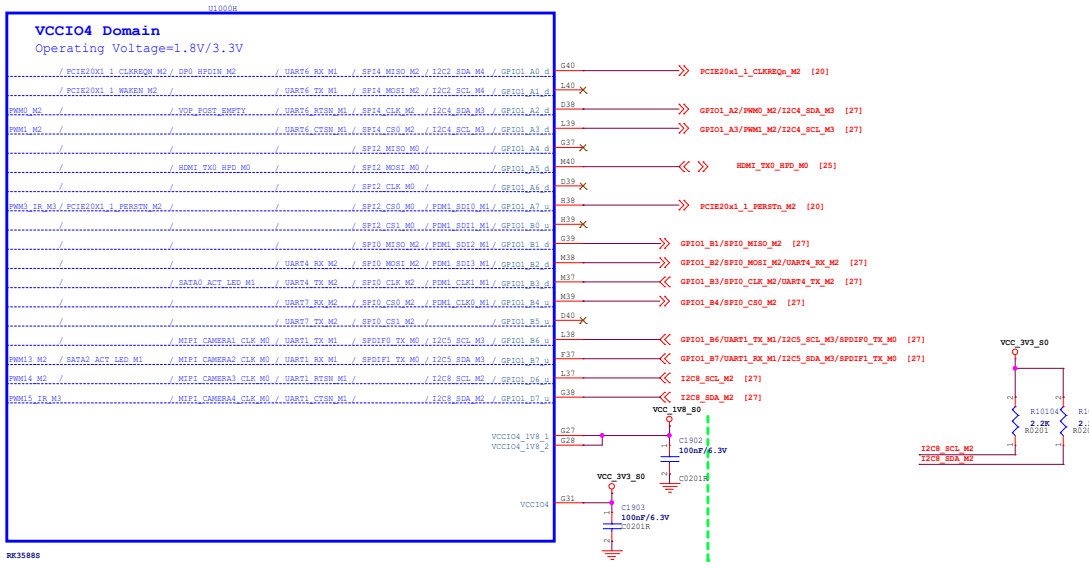 U1000H
VCCIO4 Domain
Operating Voltage=1.8V/3.3V
/ PCIE20X1_1_CLKREQN_M2 / DP0_HPDIN_M2 / UART6_RX_M1 / SPI4_MISO_M2 / I2C2_SDA_M4 / GPIO1_A0_d G40 PCIE20x1_1_CLKREQn_M2 [20]
/ PCIE20X1_1_WAKEN_M2 / / UART6_TX_M1 / SPI4_MOSI_M2 / I2C2_SCL_M4 / GPIO1_A1_d L40
PWM0_M2 / / VOP_POST_EMPTY / UART6_RTSN_M1 / SPI4_CLK_M2 / I2C4_SDA_M3 / GPIO1_A2_d D38 GPIO1_A2/PWM0_M2/I2C4_SDA_M3 [27]
PWM1_M2 / / / UART6_CTSN_M1 / SPI4_CS0_M2 / I2C4_SCL_M3 / GPIO1_A3_d L39 GPIO1_A3/PWM1_M2/I2C4_SCL_M3 [27]
/ / / / SPI2_MISO_M0 / / GPIO1_A4_d G37
/ / HDMI_TX0_HPD_M0 / / SPI2_MOSI_M0 / / GPIO1_A5_d M40 HDMI_TX0_HPD_M0 [25]
/ / / / SPI2_CLK_M0 / / GPIO1_A6_d D39
PWM3_IR_M3 / PCIE20X1_1_PERSTN_M2 / / / SPI2_CS0_M0 / PDM1_SDI0_M1 / GPIO1_A7_u H38 PCIE20x1_1_PERSTn_M2 [20]
/ / / / SPI2_CS1_M0 / PDM1_SDI1_M1 / GPIO1_B0_u H39
/ / / / SPI0_MISO_M2 / PDM1_SDI2_M1 / GPIO1_B1_d G39 GPIO1_B1/SPI0_MISO_M2 [27]
/ / / UART4_RX_M2 / SPI0_MOSI_M2 / PDM1_SDI3_M1 / GPIO1_B2_d M38 GPIO1_B2/SPI0_MOSI_M2/UART4_RX_M2 [27]
/ / SATA0_ACT_LED_M1 / UART4_TX_M2 / SPI0_CLK_M2 / PDM1_CLK1_M1 / GPIO1_B3_d M37 GPIO1_B3/SPI0_CLK_M2/UART4_TX_M2 [27]
/ / / UART7_RX_M2 / SPI0_CS0_M2 / PDM1_CLK0_M1 / GPIO1_B4_u M39 GPIO1_B4/SPI0_CS0_M2 [27]
/ / / UART7_TX_M2 / SPI0_CS1_M2 / / GPIO1_B5_u D40
/ / MIPI_CAMERA1_CLK_M0 / UART1_TX_M1 / SPDIF0_TX_M0 / I2C5_SCL_M3 / GPIO1_B6_u L38 GPIO1_B6/UART1_TX_M1/I2C5_SCL_M3/SPDIF0_TX_M0 [27]
PWM13_M2 / SATA2_ACT_LED_M1 / MIPI_CAMERA2_CLK_M0 / UART1_RX_M1 / SPDIF1_TX_M0 / I2C5_SDA_M3 / GPIO1_B7_u F37 GPIO1_B7/UART1_RX_M1/I2C5_SDA_M3/SPDIF1_TX_M0 [27]
PWM14_M2 / / MIPI_CAMERA3_CLK_M0 / UART1_RTSN_M1 / / I2C8_SCL_M2 / GPIO1_D6_u L37 I2C8_SCL_M2 [27]
PWM15_IR_M3 / MIPI_CAMERA4_CLK_M0 / UART1_CTSN_M1 / / I2C8_SDA_M2 / GPIO1_D7_u G38 I2C8_SDA_M2 [27]
VCC_3V3_S0
VCC_1V8_S0
VCCIO4_1V8_1 G27
VCCIO4_1V8_2 G28
1
C1902
100nF/6.3V
2
C0201R
VCC_3V3_S0
VCCIO4 G31
1
C1903
100nF/6.3V
C0201R
2
2 2
R10104
2.2K
R0201
1 1
I2C8_SCL_M2
I2C8_SDA_M2
RK3588S